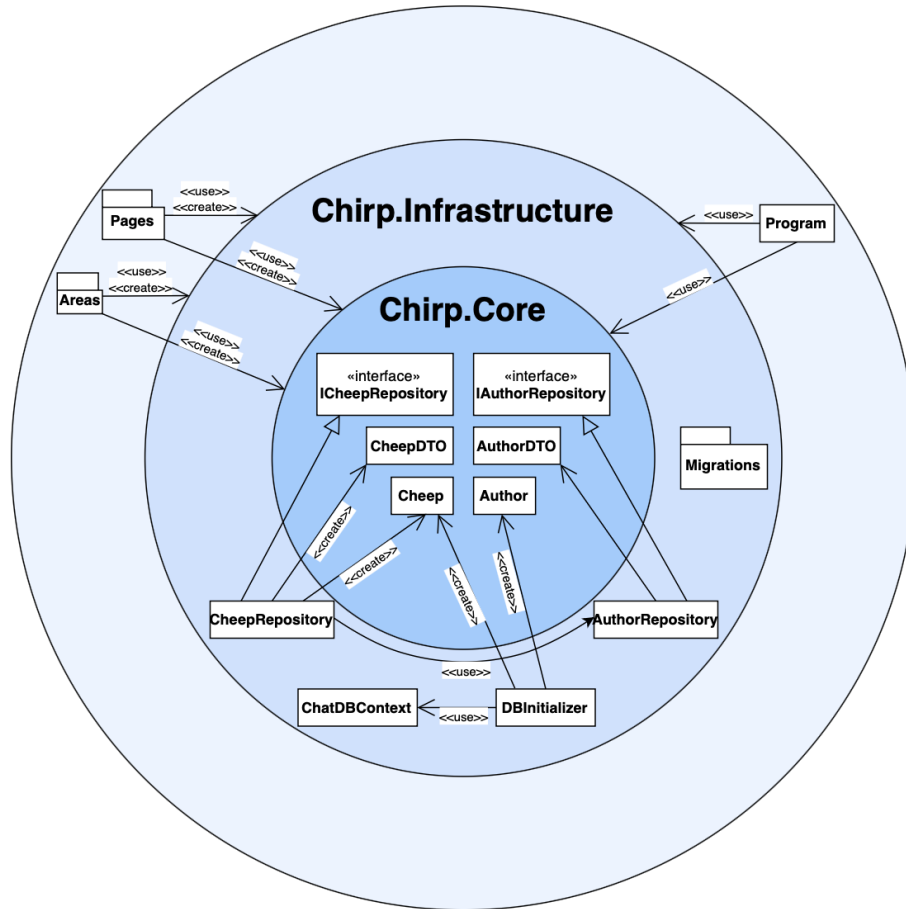 Chirp.Infrastructure
<<use>>
<<create>>
Pages
<<use>>
Program
<<use>>
<<create>>
<<use>>
<<create>>
Areas
<<use>>
Chirp.Core
<<use>>
<<create>>
«interface»
ICheepRepository
«interface»
IAuthorRepository
CheepDTO
AuthorDTO
Migrations
Cheep
Author
<<create>>
<<create>>
<<create>>
<<create>>
CheepRepository
AuthorRepository
<<use>>
ChatDBContext
<<use>>
DBInitializer